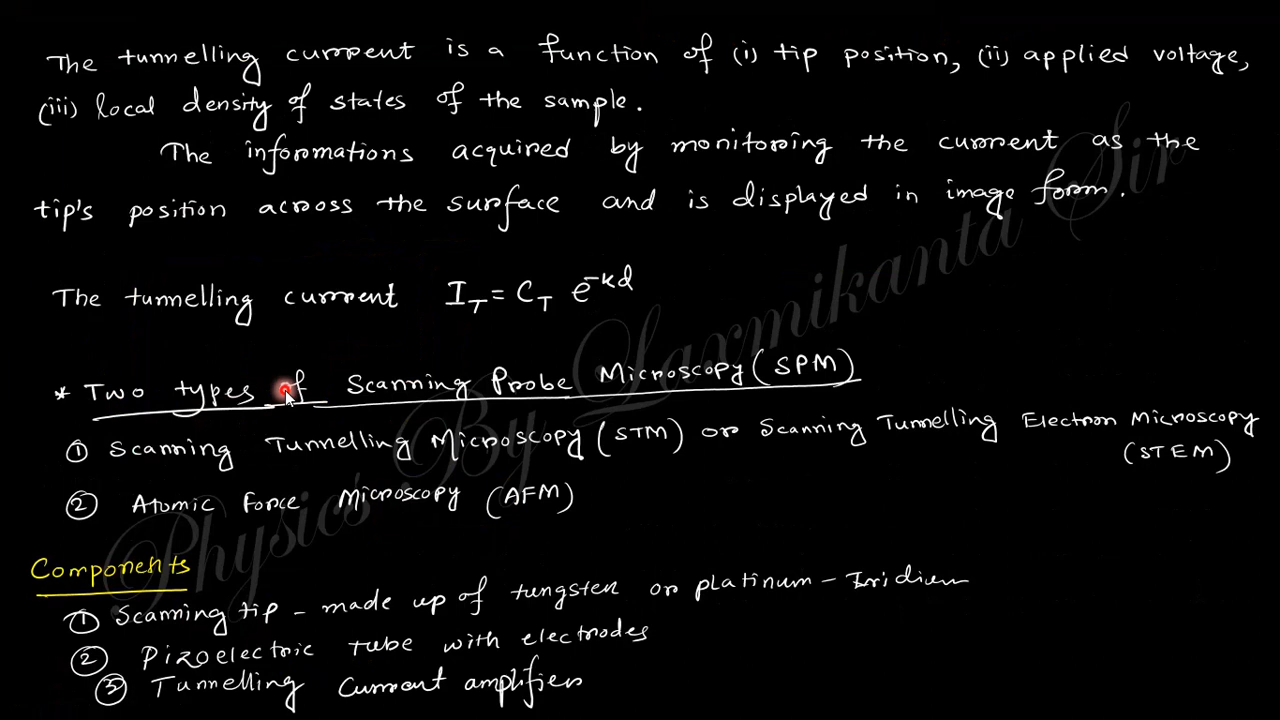 The tunnelling current is a function of (i) tip position, (ii) applied voltage,
(iii) local density of states of the sample.
The informations acquired by monitoring the current as the
tip's position across the surface and is displayed in image form.
The tunnelling current I_T = C_T e^{-kd}
* Two types of Scanning Probe Microscopy (SPM)
① Scanning Tunnelling Microscopy (STM) or Scanning Tunnelling Electron Microscopy
(STEM)
② Atomic Force Microscopy (AFM)
Components
① Scanning tip - made up of tungsten or platinum - Iridium
② Pizoelectric tube with electrodes
③ Tunnelling Current amplifier
Physics By Laxmikanta Sir